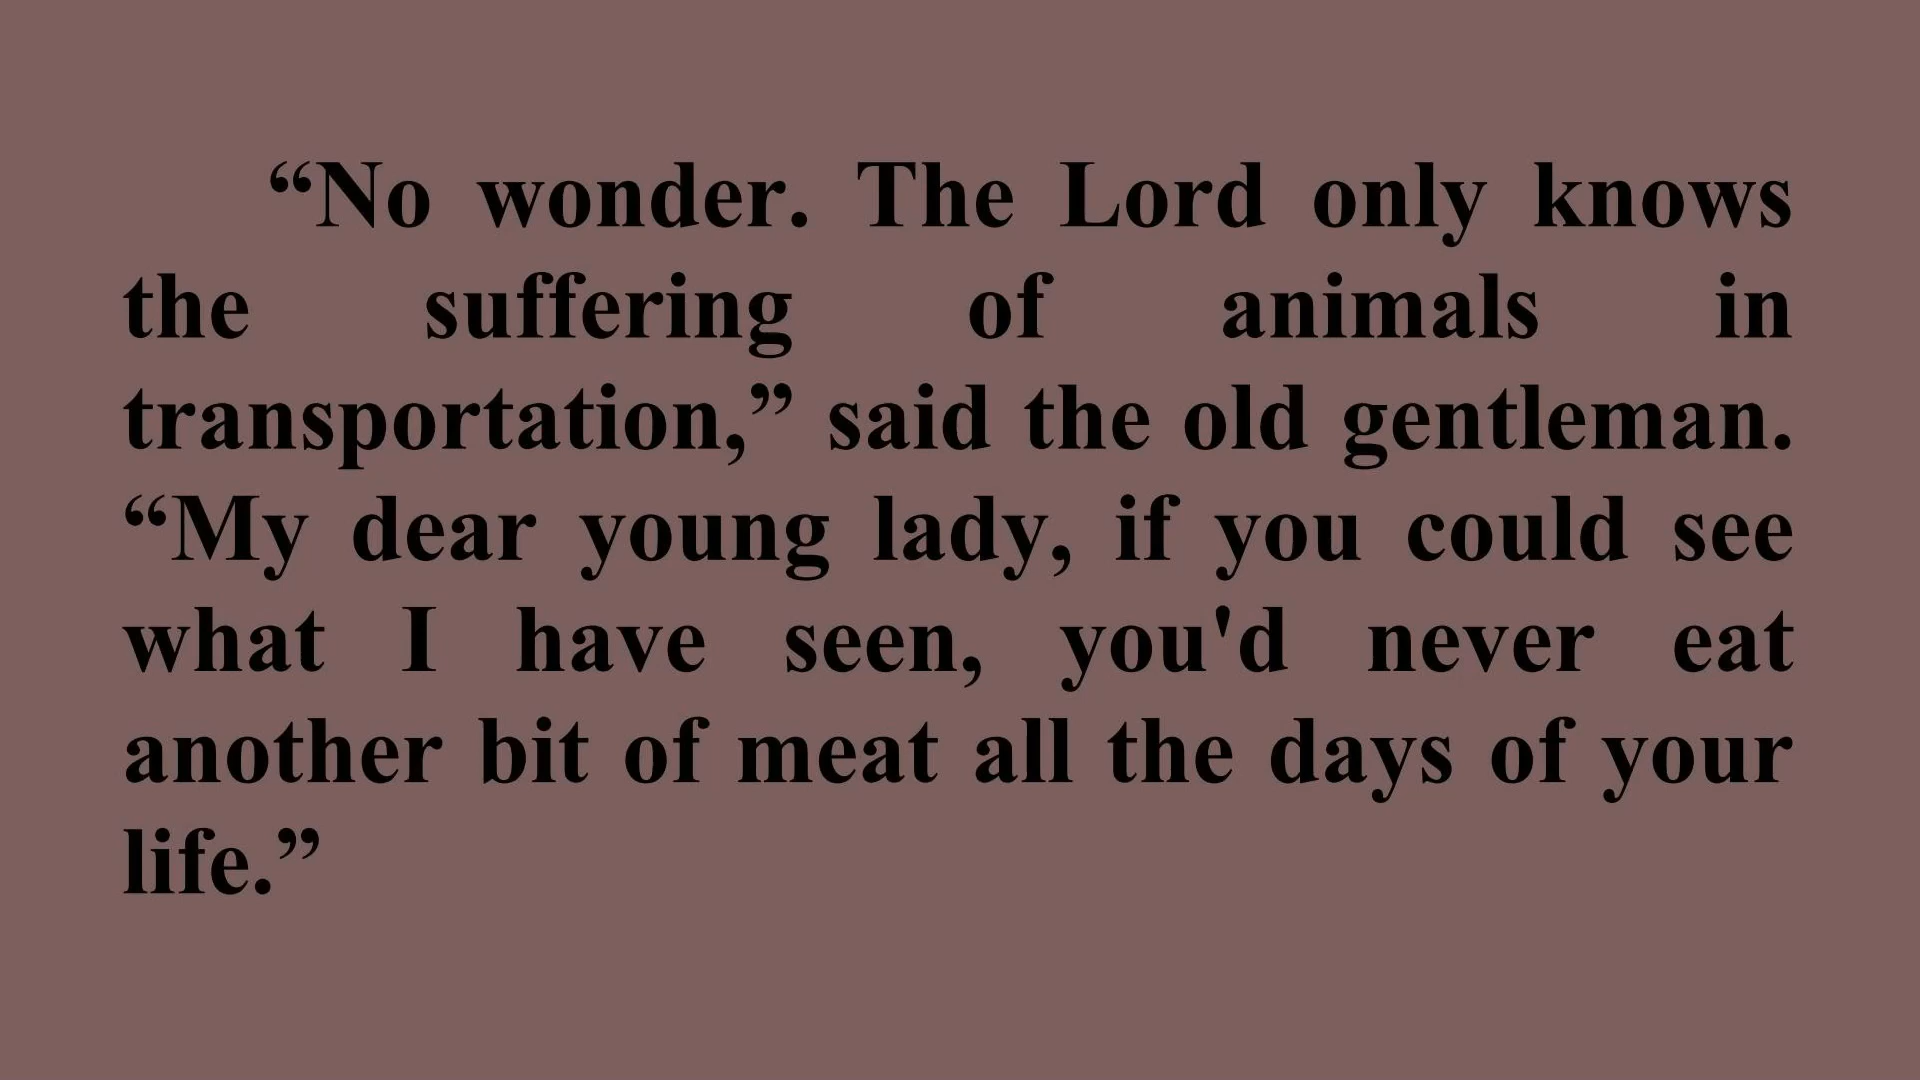 “No wonder. The Lord only knows
the suffering of animals in
transportation,” said the old gentleman.
“My dear young lady, if you could see
what I have seen, you'd never eat
another bit of meat all the days of your
life.”